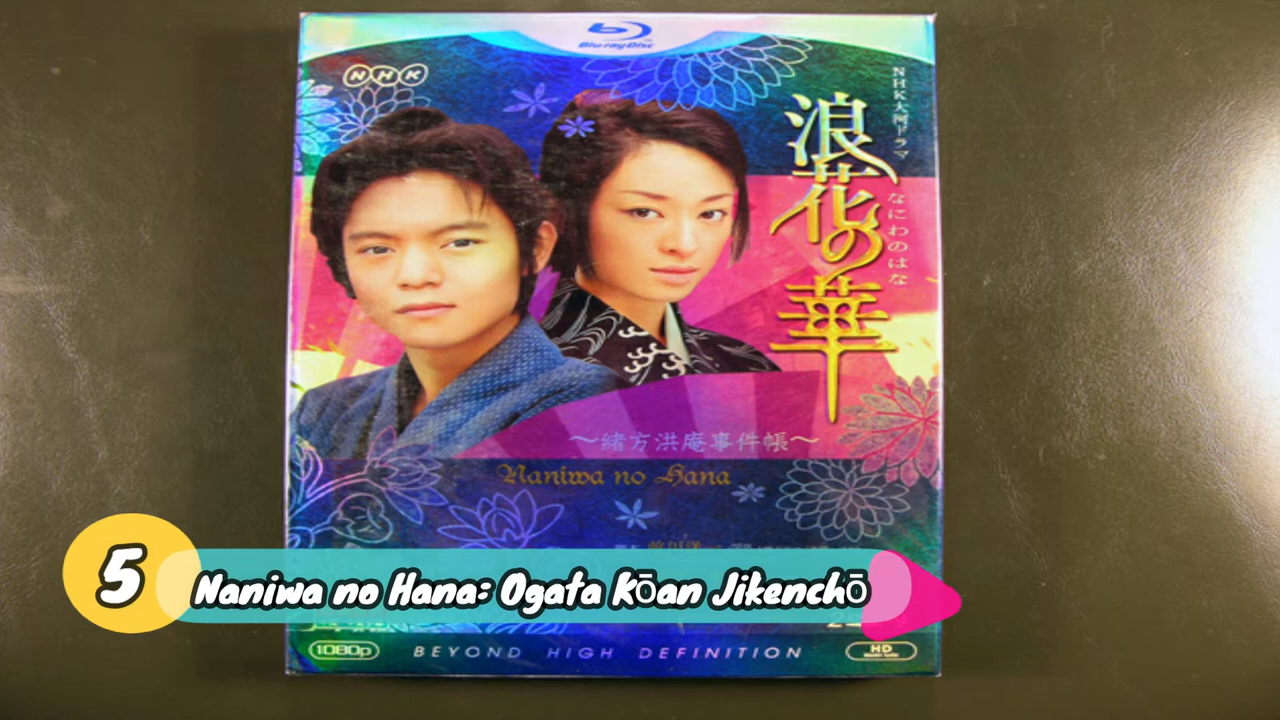 Blu-ray Disc
NHK
NHK大河ドラマ
浪花の華
なにわのはな
〜緒方洪庵事件帳〜
Naniwa no Hana
5
Naniwa no Hana: Ogata Kōan Jikenchō
1080p
BEYOND HIGH DEFINITION
HD